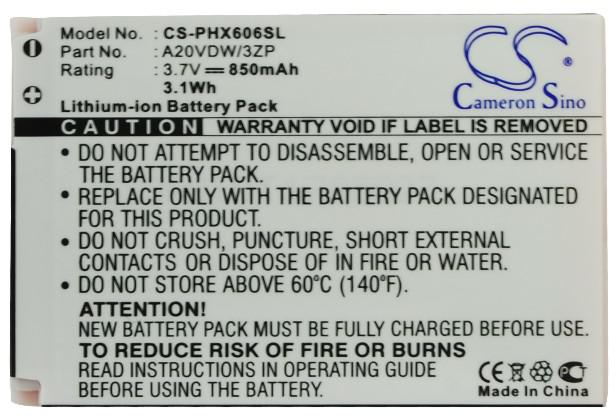 Model No. : CS-PHX606SL
Part No. : A20VDW/3ZP
Rating : 3.7V 850mAh
3.1Wh
Lithium-ion Battery Pack
CS
®
Cameron Sino
CAUTION WARRANTY VOID IF LABEL IS REMOVED
• DO NOT ATTEMPT TO DISASSEMBLE, OPEN OR SERVICE
THE BATTERY PACK.
• REPLACE ONLY WITH THE BATTERY PACK DESIGNATED
FOR THIS PRODUCT.
• DO NOT CRUSH, PUNCTURE, SHORT EXTERNAL
CONTACTS OR DISPOSE OF IN FIRE OR WATER.
• DO NOT STORE ABOVE 60°C (140°F).
ATTENTION!
NEW BATTERY PACK MUST BE FULLY CHARGED BEFORE USE.
TO REDUCE RISK OF FIRE OR BURNS
READ INSTRUCTIONS IN OPERATING GUIDE
BEFORE CHARGING AND USING BATTERY
CE
Made In China